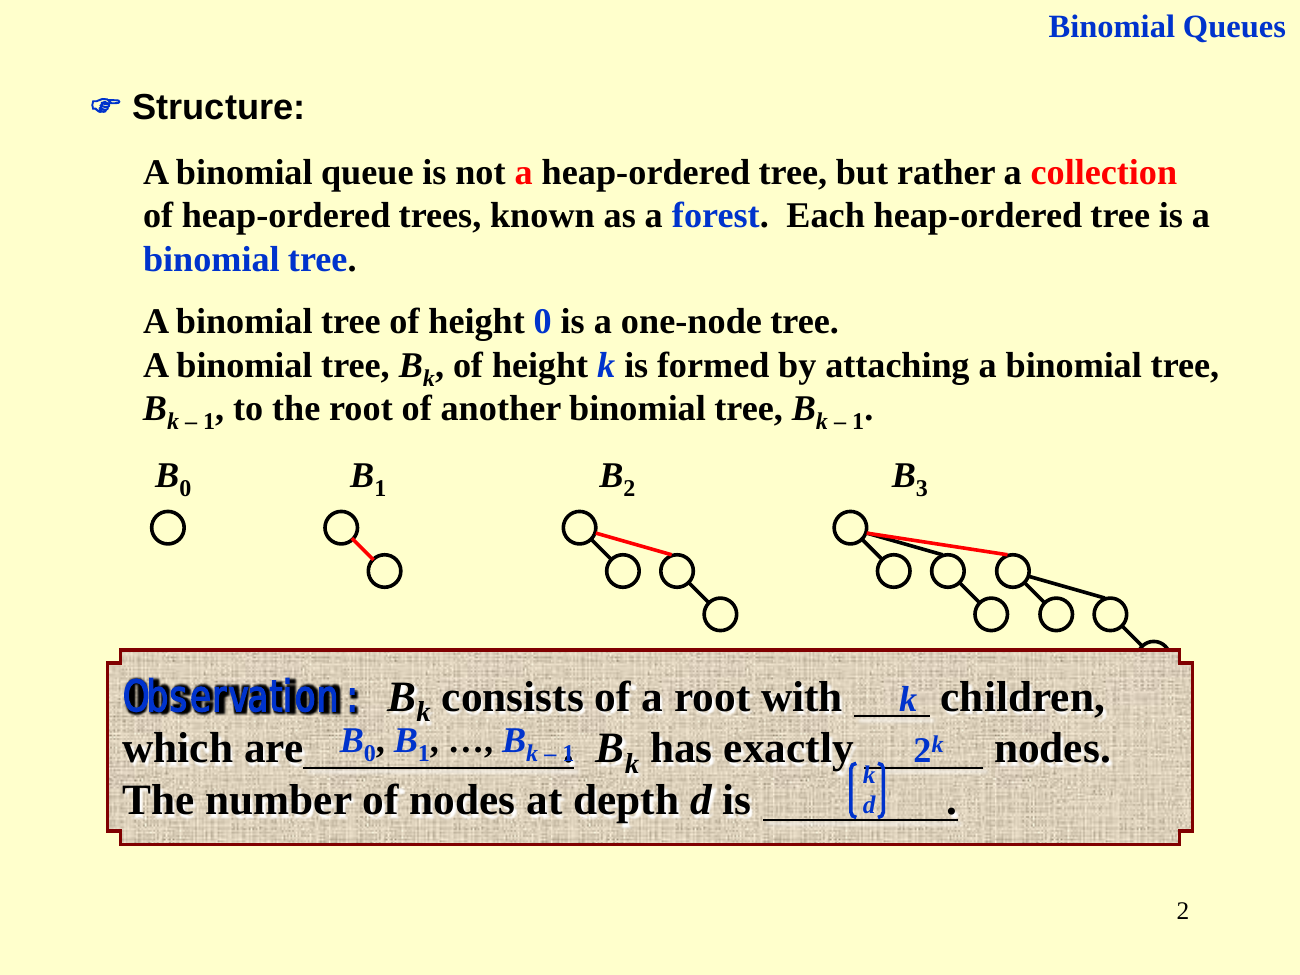 Binomial Queues
☞ Structure:
A binomial queue is not a heap-ordered tree, but rather a collection
of heap-ordered trees, known as a forest.  Each heap-ordered tree is a
binomial tree.
A binomial tree of height 0 is a one-node tree.
A binomial tree, Bk, of height k is formed by attaching a binomial tree,
Bk – 1, to the root of another binomial tree, Bk – 1.
B0 B1 B2 B3
Observation : Bk consists of a root with k children,
which are B0, B1, …, Bk – 1. Bk has exactly 2^k nodes.
The number of nodes at depth d is (k d).
2